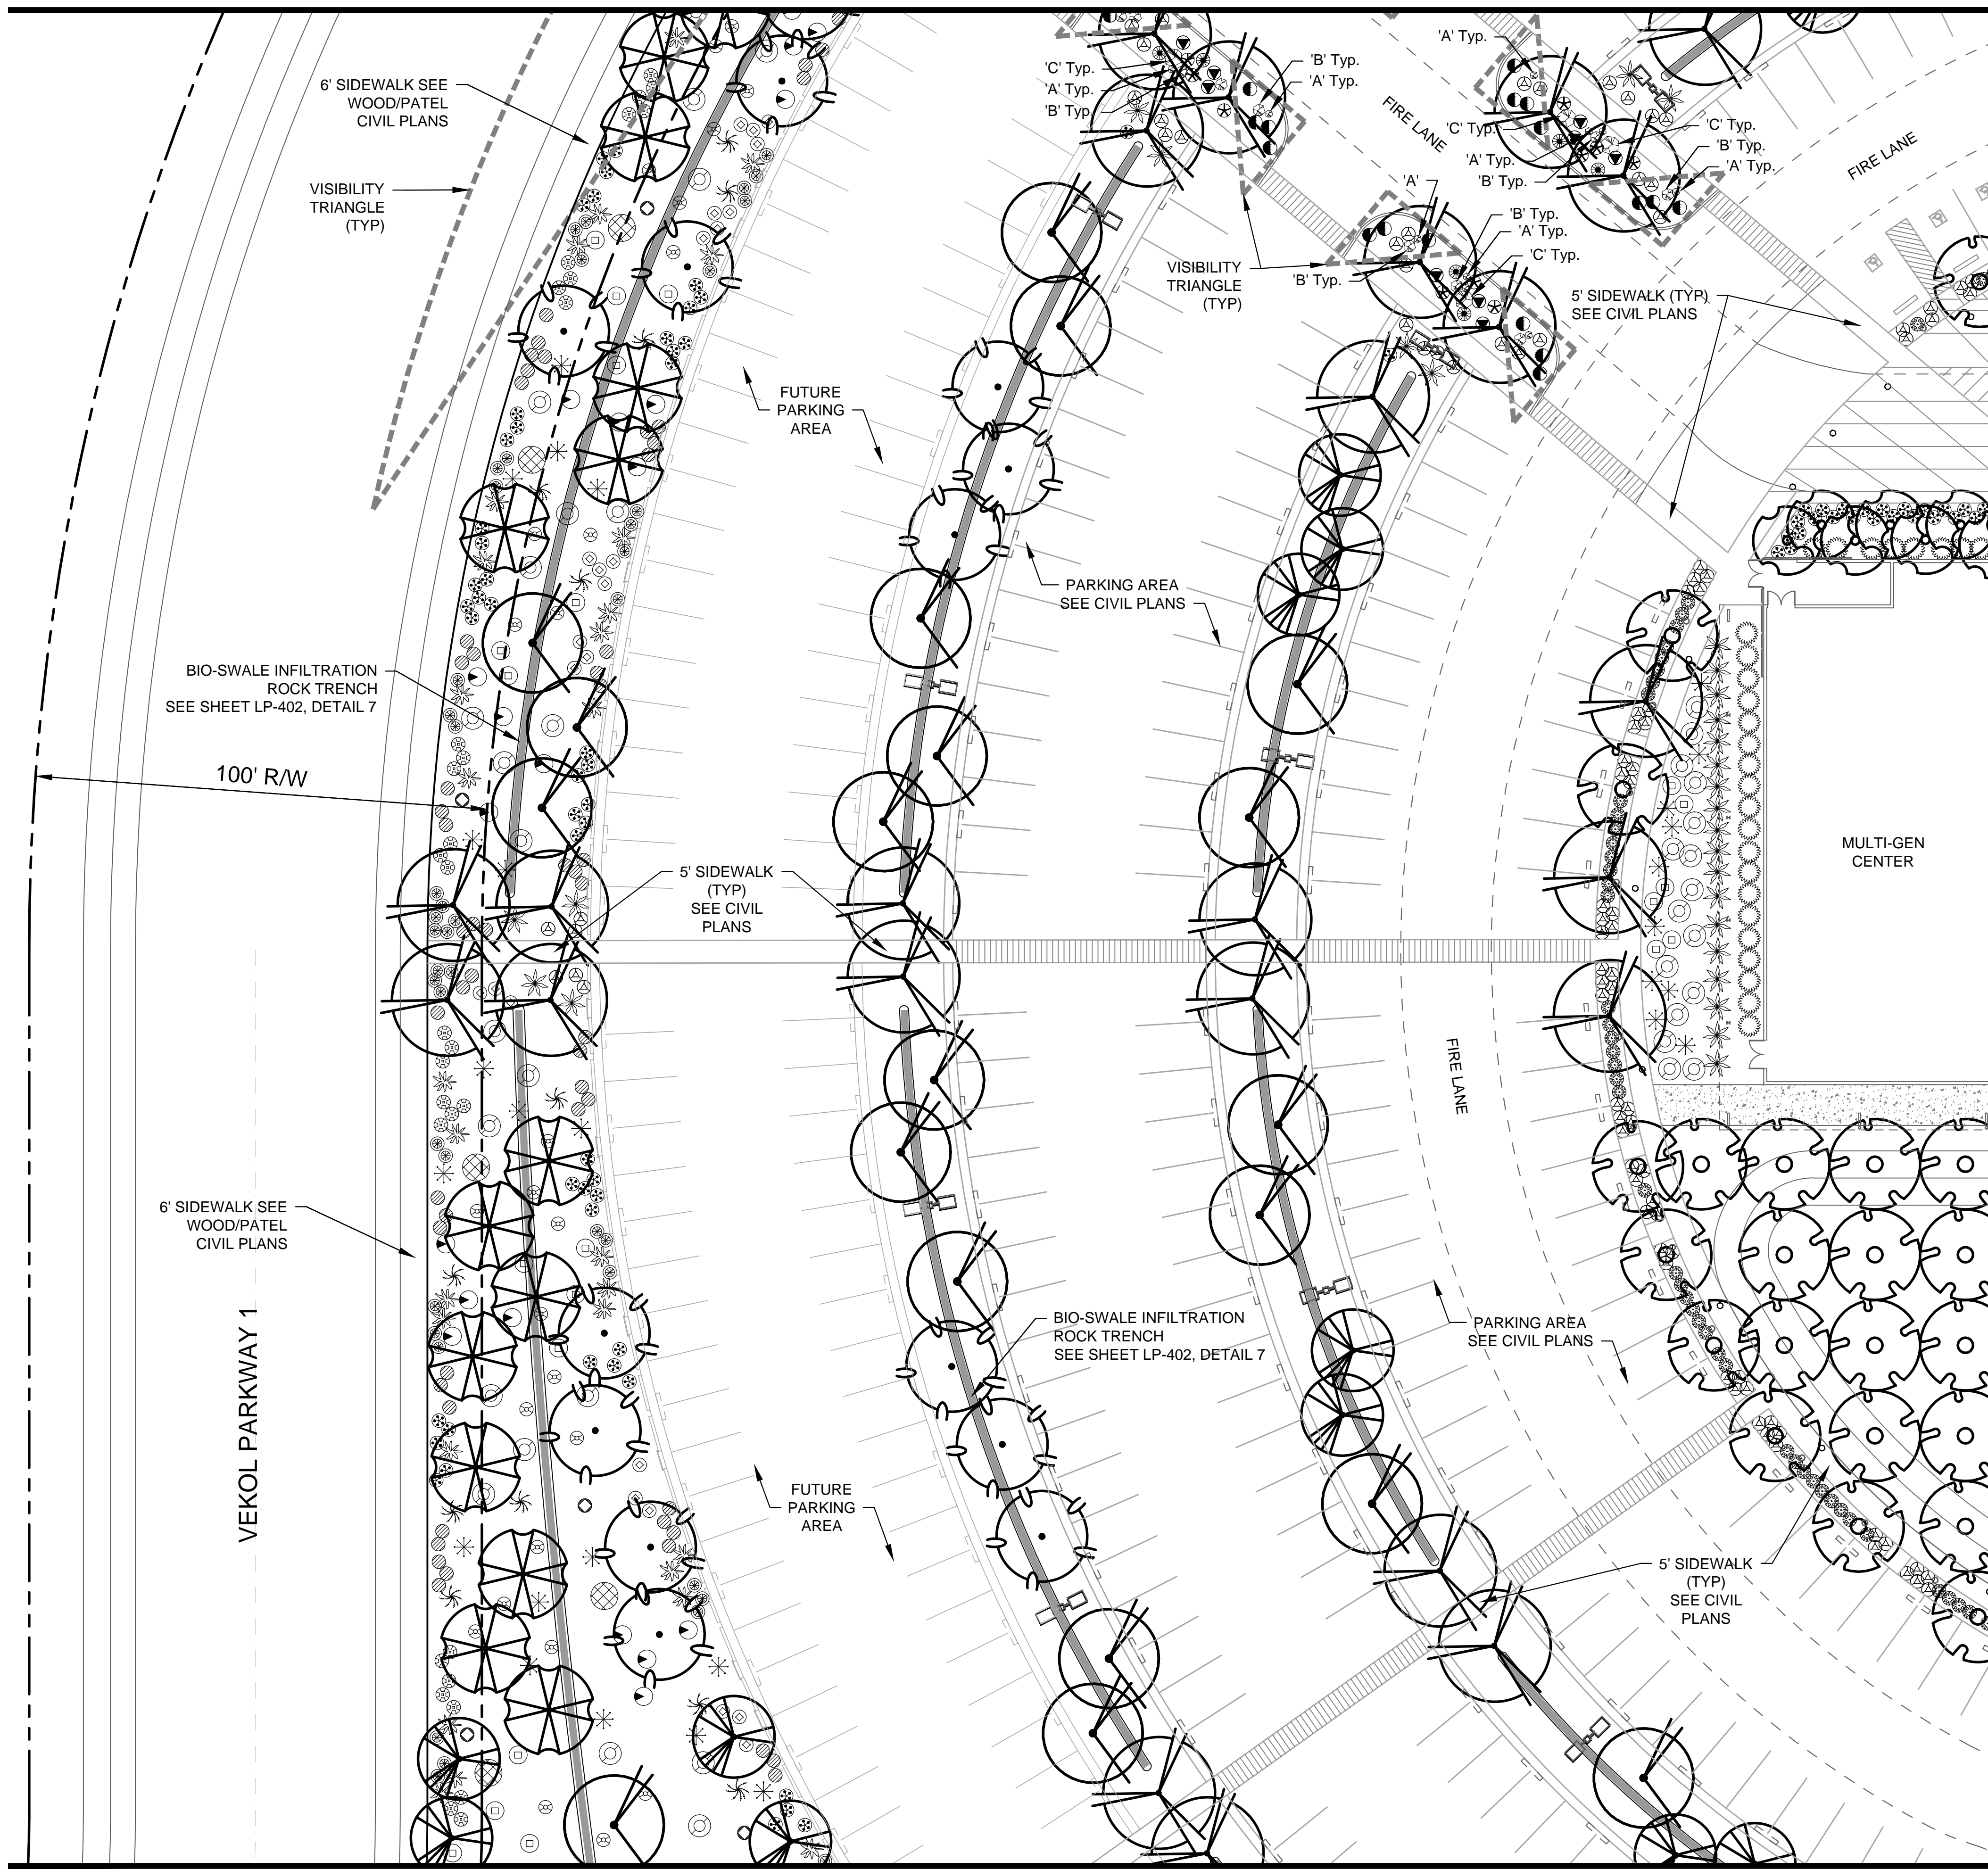 6' SIDEWALK SEE
WOOD/PATEL
CIVIL PLANS
VISIBILITY
TRIANGLE
(TYP)
'C' Typ.
'A' Typ.
'B' Typ.
'B' Typ.
'A' Typ.
FIRE LANE
'A' Typ.
'C' Typ.
'A' Typ.
'B' Typ.
'C' Typ.
'B' Typ.
'A' Typ.
FIRE LANE
'A'
'B' Typ.
'A' Typ.
'C' Typ.
'B' Typ.
VISIBILITY
TRIANGLE
(TYP)
5' SIDEWALK (TYP)
SEE CIVIL PLANS
FUTURE
PARKING
AREA
PARKING AREA
SEE CIVIL PLANS
BIO-SWALE INFILTRATION
ROCK TRENCH
SEE SHEET LP-402, DETAIL 7
100' R/W
5' SIDEWALK
(TYP)
SEE CIVIL
PLANS
MULTI-GEN
CENTER
FIRE LANE
6' SIDEWALK SEE
WOOD/PATEL
CIVIL PLANS
VEKOL PARKWAY 1
BIO-SWALE INFILTRATION
ROCK TRENCH
SEE SHEET LP-402, DETAIL 7
PARKING AREA
SEE CIVIL PLANS
FUTURE
PARKING
AREA
5' SIDEWALK
(TYP)
SEE CIVIL
PLANS